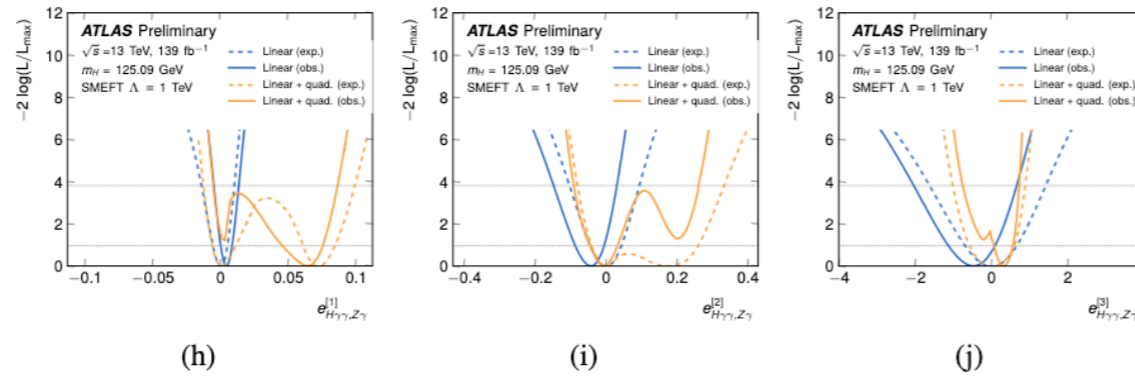 −2 log(L/L_max)
12
10
8
6
4
2
0
ATLAS Preliminary
√s =13 TeV, 139 fb⁻¹
m_H = 125.09 GeV
SMEFT Λ = 1 TeV
Linear (exp.)
Linear (obs.)
Linear + quad. (exp.)
Linear + quad. (obs.)
−0.1 −0.05 0 0.05 0.1
e^[1]_Hγγ,Zγ
(h)
−2 log(L/L_max)
12
10
8
6
4
2
0
ATLAS Preliminary
√s =13 TeV, 139 fb⁻¹
m_H = 125.09 GeV
SMEFT Λ = 1 TeV
Linear (exp.)
Linear (obs.)
Linear + quad. (exp.)
Linear + quad. (obs.)
−0.4 −0.2 0 0.2 0.4
e^[2]_Hγγ,Zγ
(i)
−2 log(L/L_max)
12
10
8
6
4
2
0
ATLAS Preliminary
√s =13 TeV, 139 fb⁻¹
m_H = 125.09 GeV
SMEFT Λ = 1 TeV
Linear (exp.)
Linear (obs.)
Linear + quad. (exp.)
Linear + quad. (obs.)
−4 −2 0 2
e^[3]_Hγγ,Zγ
(j)